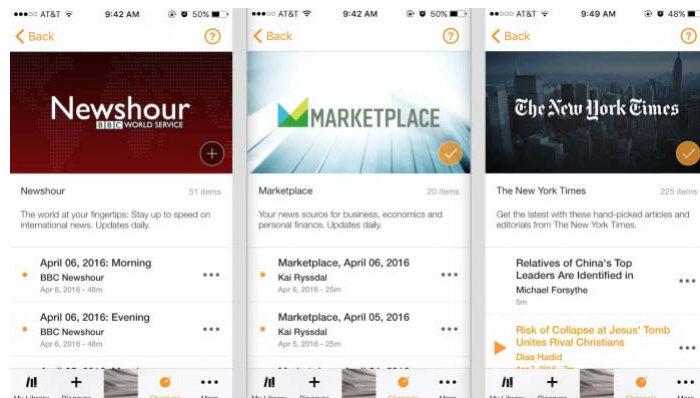 ●●●○○ AT&T 9:42 AM 50%
Back ?
Newshour
BBC WORLD SERVICE
Newshour 51 items
The world at your fingertips: Stay up to speed on
international news. Updates daily.
April 06, 2016: Morning
BBC Newshour
Apr 6, 2016 - 48m
April 06, 2016: Evening
BBC Newshour
Apr 6, 2016 - 48m
●●●○○ AT&T 9:42 AM 50%
Back ?
MARKETPLACE
Marketplace 20 items
Your news source for business, economics and
personal finance. Updates daily.
Marketplace, April 06, 2016
Kai Ryssdal
Apr 6, 2016 - 25m
Marketplace, April 05, 2016
Kai Ryssdal
Apr 5, 2016 - 25m
●●○○○ AT&T 9:49 AM 48%
Back ?
The New York Times
The New York Times 225 items
Get the latest with these hand-picked articles and
editorials from The New York Times.
Relatives of China's Top
Leaders Are Identified in
Michael Forsythe
5m
Risk of Collapse at Jesus' Tomb
Unites Rival Christians
Diaa Hadid